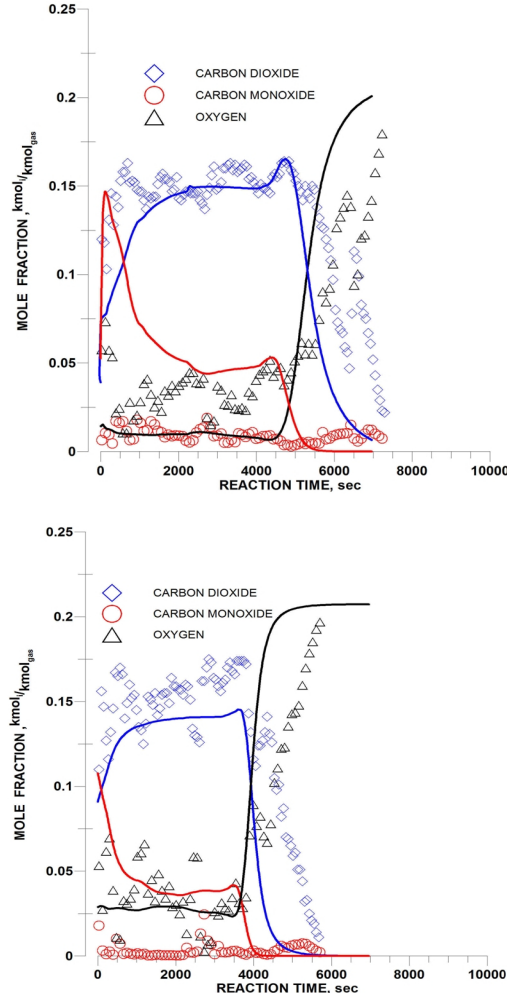 0.25
CARBON DIOXIDE
0.2
CARBON MONOXIDE
OXYGEN
MOLE FRACTION, kmol/kmolgas
0.15
0.1
0.05
0
0 2000 4000 6000 8000 10000
REACTION TIME, sec
0.25
CARBON DIOXIDE
0.2
CARBON MONOXIDE
OXYGEN
MOLE FRACTION, kmol/kmolgas
0.15
0.1
0.05
0
0 2000 4000 6000 8000 10000
REACTION TIME, sec